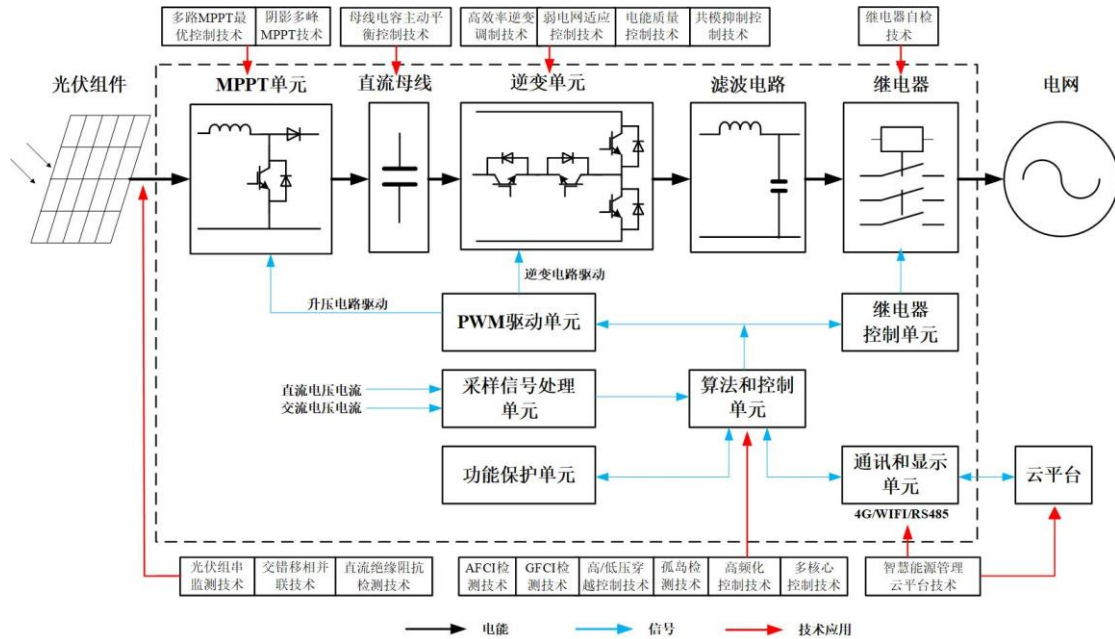 多路MPPT最
优控制技术
阴影多峰
MPPT技术
母线电容主动平
衡控制技术
高效率逆变
调制技术
弱电网适应
控制技术
电能质量
控制技术
共模抑制控
制技术
继电器自检
技术
光伏组件
MPPT单元
直流母线
逆变单元
滤波电路
继电器
电网
升压电路驱动
逆变电路驱动
PWM驱动单元
继电器
控制单元
直流电压电流
交流电压电流
采样信号处理
单元
算法和控制
单元
功能保护单元
通讯和显示
单元
4G/WIFI/RS485
云平台
光伏组串
监测技术
交错移相并
联技术
直流绝缘阻抗
检测技术
AFCI检
测技术
GFCI检
测技术
高/低压穿
越控制技术
孤岛检
测技术
高频化
控制技术
多核心
控制技术
智慧能源管理
云平台技术
电能
信号
技术应用